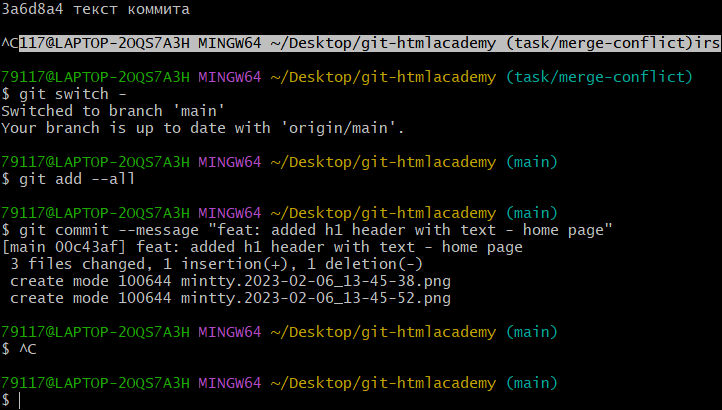 3a6d8a4 текст коммита
^C117@LAPTOP-2OQS7A3H MINGW64 ~/Desktop/git-htmlacademy (task/merge-conflict)irs
79117@LAPTOP-2OQS7A3H MINGW64 ~/Desktop/git-htmlacademy (task/merge-conflict)
$ git switch -
Switched to branch 'main'
Your branch is up to date with 'origin/main'.
79117@LAPTOP-2OQS7A3H MINGW64 ~/Desktop/git-htmlacademy (main)
$ git add --all
79117@LAPTOP-2OQS7A3H MINGW64 ~/Desktop/git-htmlacademy (main)
$ git commit --message "feat: added h1 header with text - home page"
[main 00c43af] feat: added h1 header with text - home page
 3 files changed, 1 insertion(+), 1 deletion(-)
 create mode 100644 mintty.2023-02-06_13-45-38.png
 create mode 100644 mintty.2023-02-06_13-45-52.png
79117@LAPTOP-2OQS7A3H MINGW64 ~/Desktop/git-htmlacademy (main)
$ ^C
79117@LAPTOP-2OQS7A3H MINGW64 ~/Desktop/git-htmlacademy (main)
$